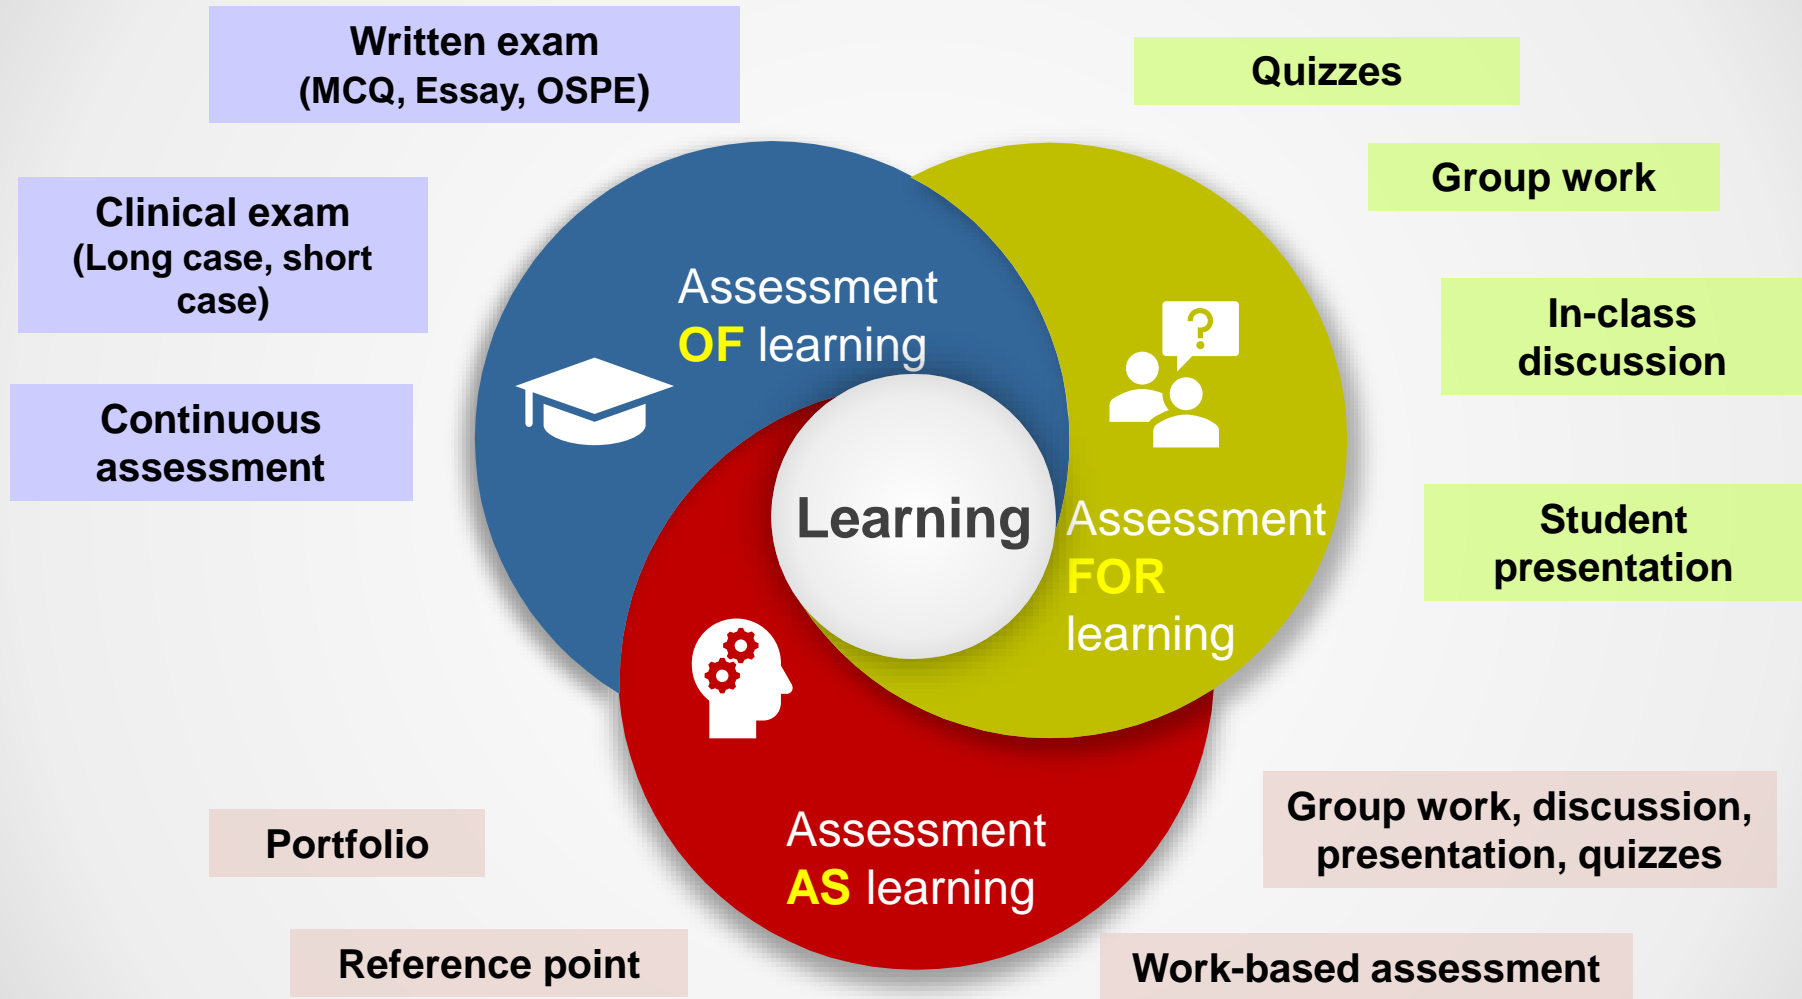 Written exam
(MCQ, Essay, OSPE)
Clinical exam
(Long case, short
case)
Continuous
assessment
Quizzes
Group work
In-class
discussion
Student
presentation
Assessment
OF learning
?
Learning
Assessment
FOR
learning
Assessment
AS learning
Portfolio
Reference point
Group work, discussion,
presentation, quizzes
Work-based assessment